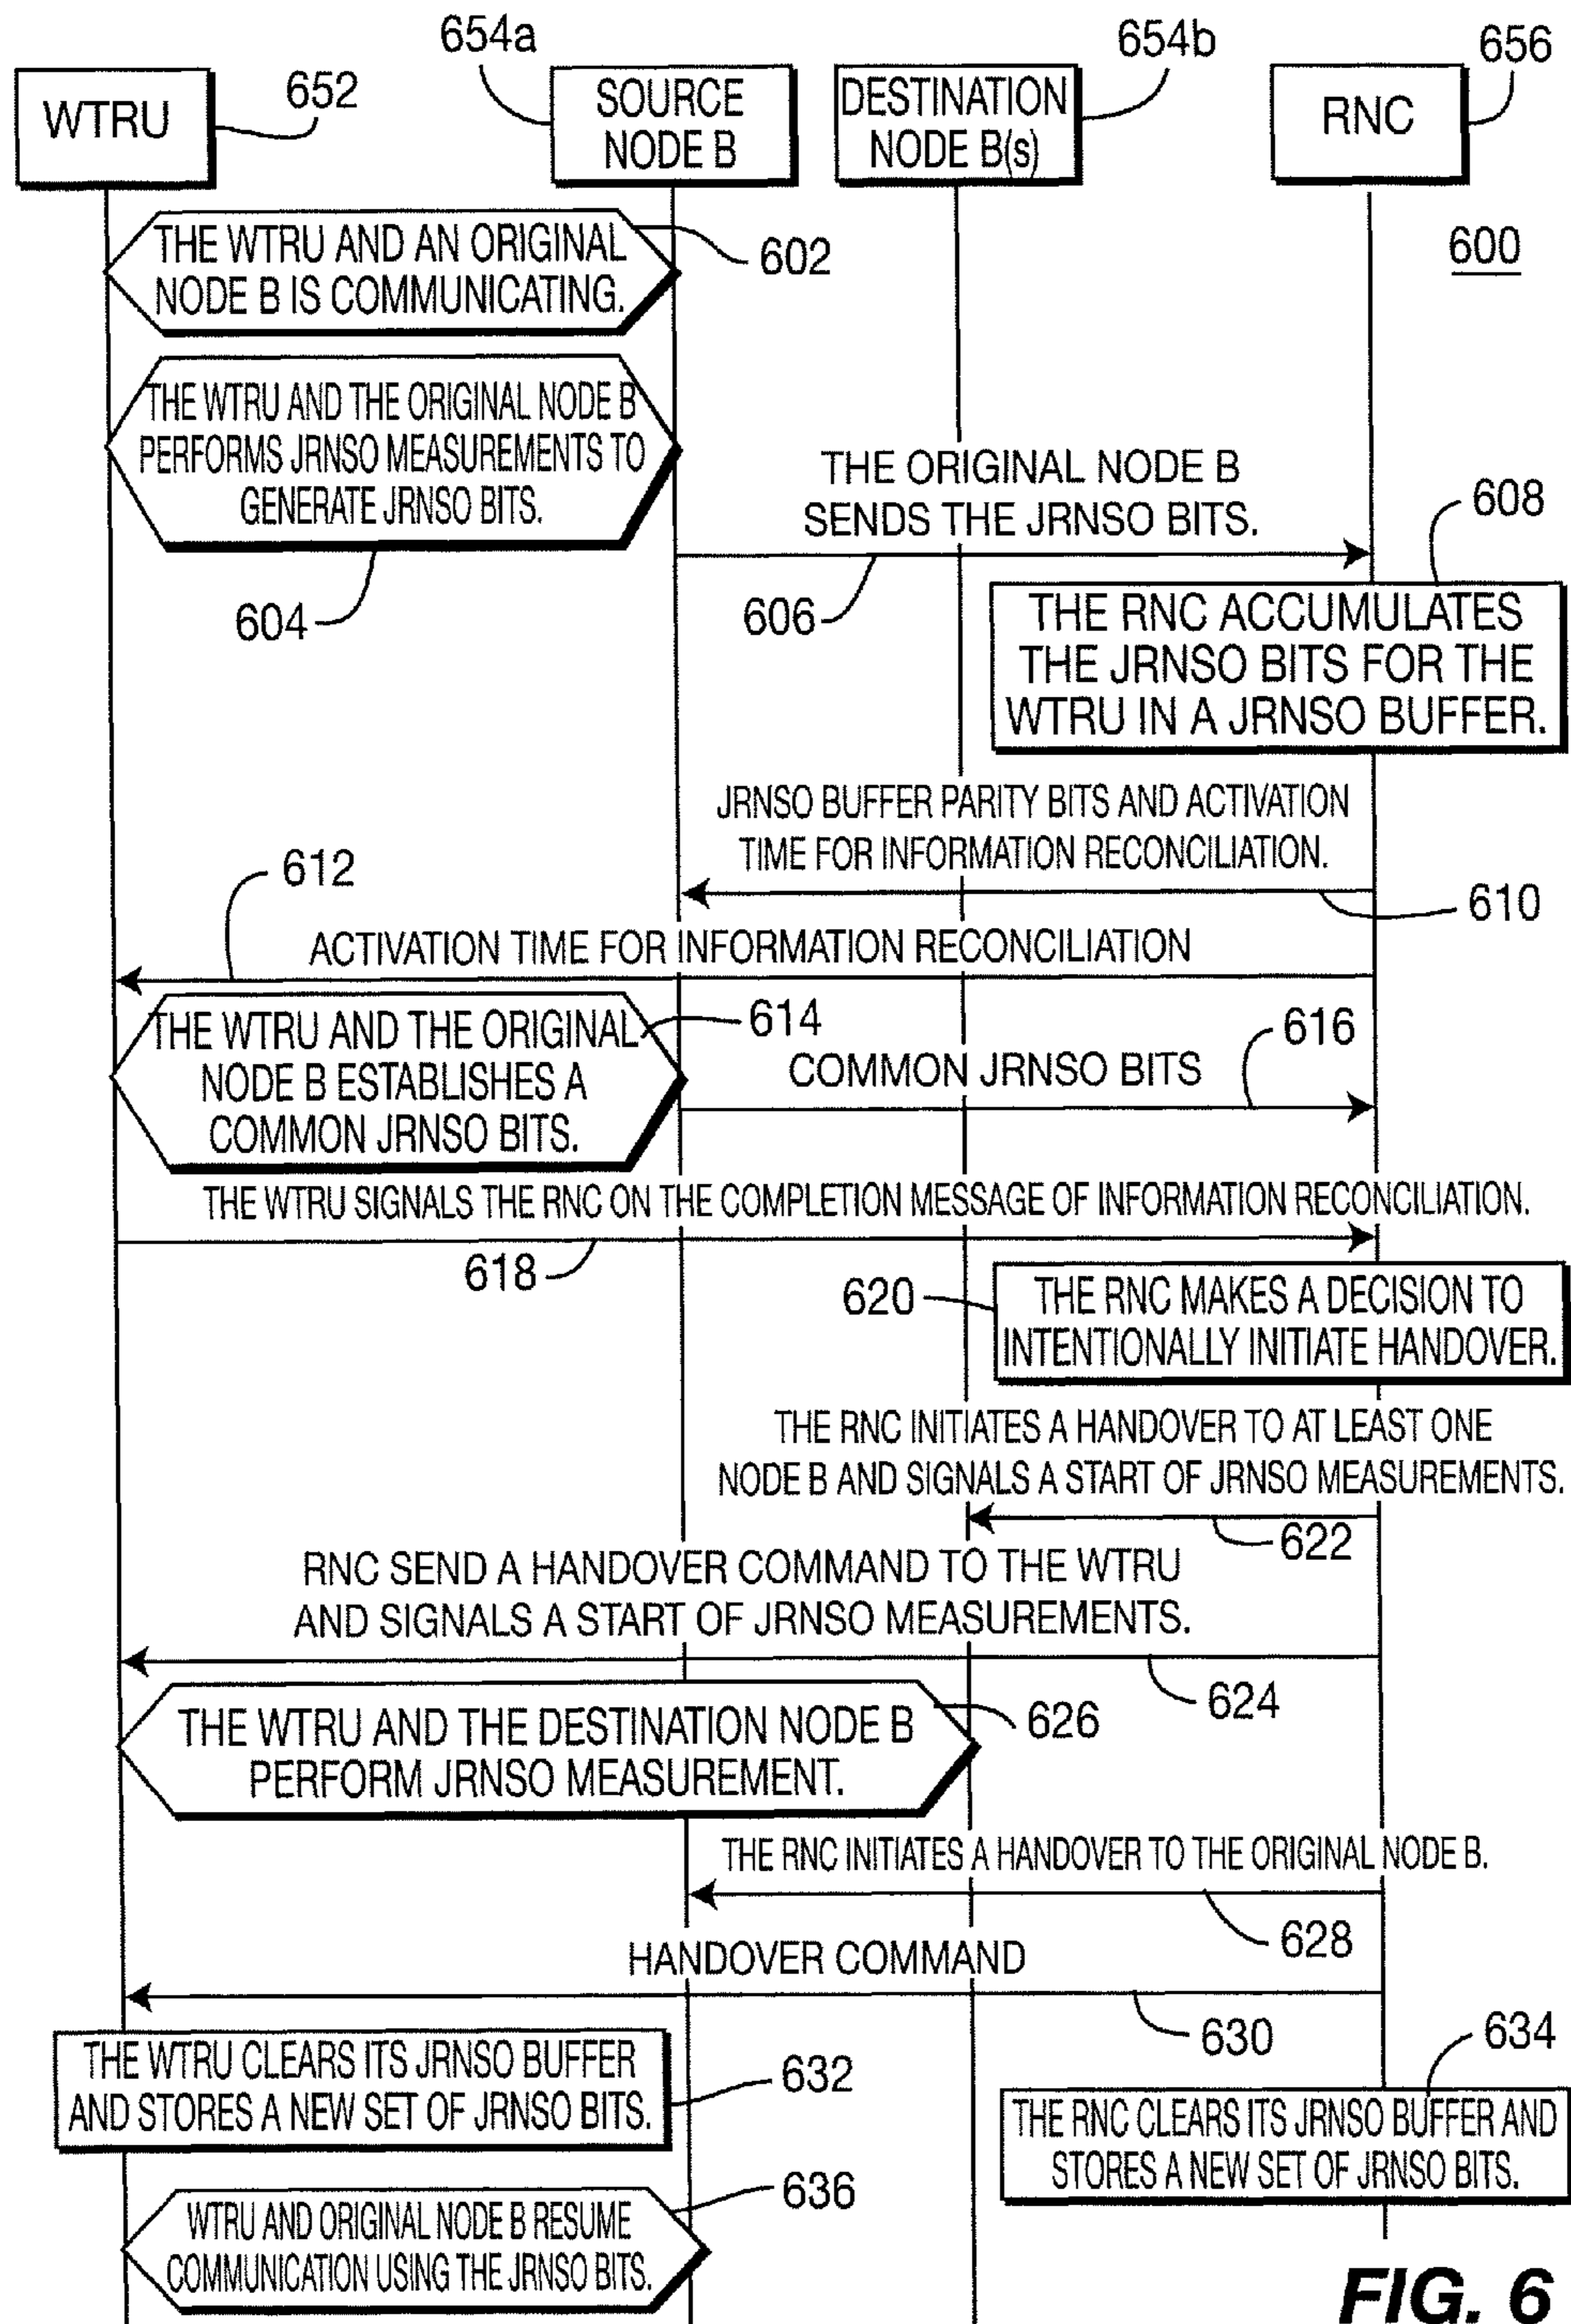 654a
654b
656
WTRU
652
SOURCE
NODE B
DESTINATION
NODE B(s)
RNC
600
THE WTRU AND AN ORIGINAL
NODE B IS COMMUNICATING.
602
THE WTRU AND THE ORIGINAL NODE B
PERFORMS JRNSO MEASUREMENTS TO
GENERATE JRNSO BITS.
604
THE ORIGINAL NODE B
SENDS THE JRNSO BITS.
606
608
THE RNC ACCUMULATES
THE JRNSO BITS FOR THE
WTRU IN A JRNSO BUFFER.
JRNSO BUFFER PARITY BITS AND ACTIVATION
TIME FOR INFORMATION RECONCILIATION.
610
612
ACTIVATION TIME FOR INFORMATION RECONCILIATION
THE WTRU AND THE ORIGINAL
NODE B ESTABLISHES A
COMMON JRNSO BITS.
614
616
COMMON JRNSO BITS
THE WTRU SIGNALS THE RNC ON THE COMPLETION MESSAGE OF INFORMATION RECONCILIATION.
618
620
THE RNC MAKES A DECISION TO
INTENTIONALLY INITIATE HANDOVER.
THE RNC INITIATES A HANDOVER TO AT LEAST ONE
NODE B AND SIGNALS A START OF JRNSO MEASUREMENTS.
622
RNC SEND A HANDOVER COMMAND TO THE WTRU
AND SIGNALS A START OF JRNSO MEASUREMENTS.
624
THE WTRU AND THE DESTINATION NODE B
PERFORM JRNSO MEASUREMENT.
626
THE RNC INITIATES A HANDOVER TO THE ORIGINAL NODE B.
628
HANDOVER COMMAND
630
THE WTRU CLEARS ITS JRNSO BUFFER
AND STORES A NEW SET OF JRNSO BITS.
632
634
THE RNC CLEARS ITS JRNSO BUFFER AND
STORES A NEW SET OF JRNSO BITS.
WTRU AND ORIGINAL NODE B RESUME
COMMUNICATION USING THE JRNSO BITS.
636
FIG. 6